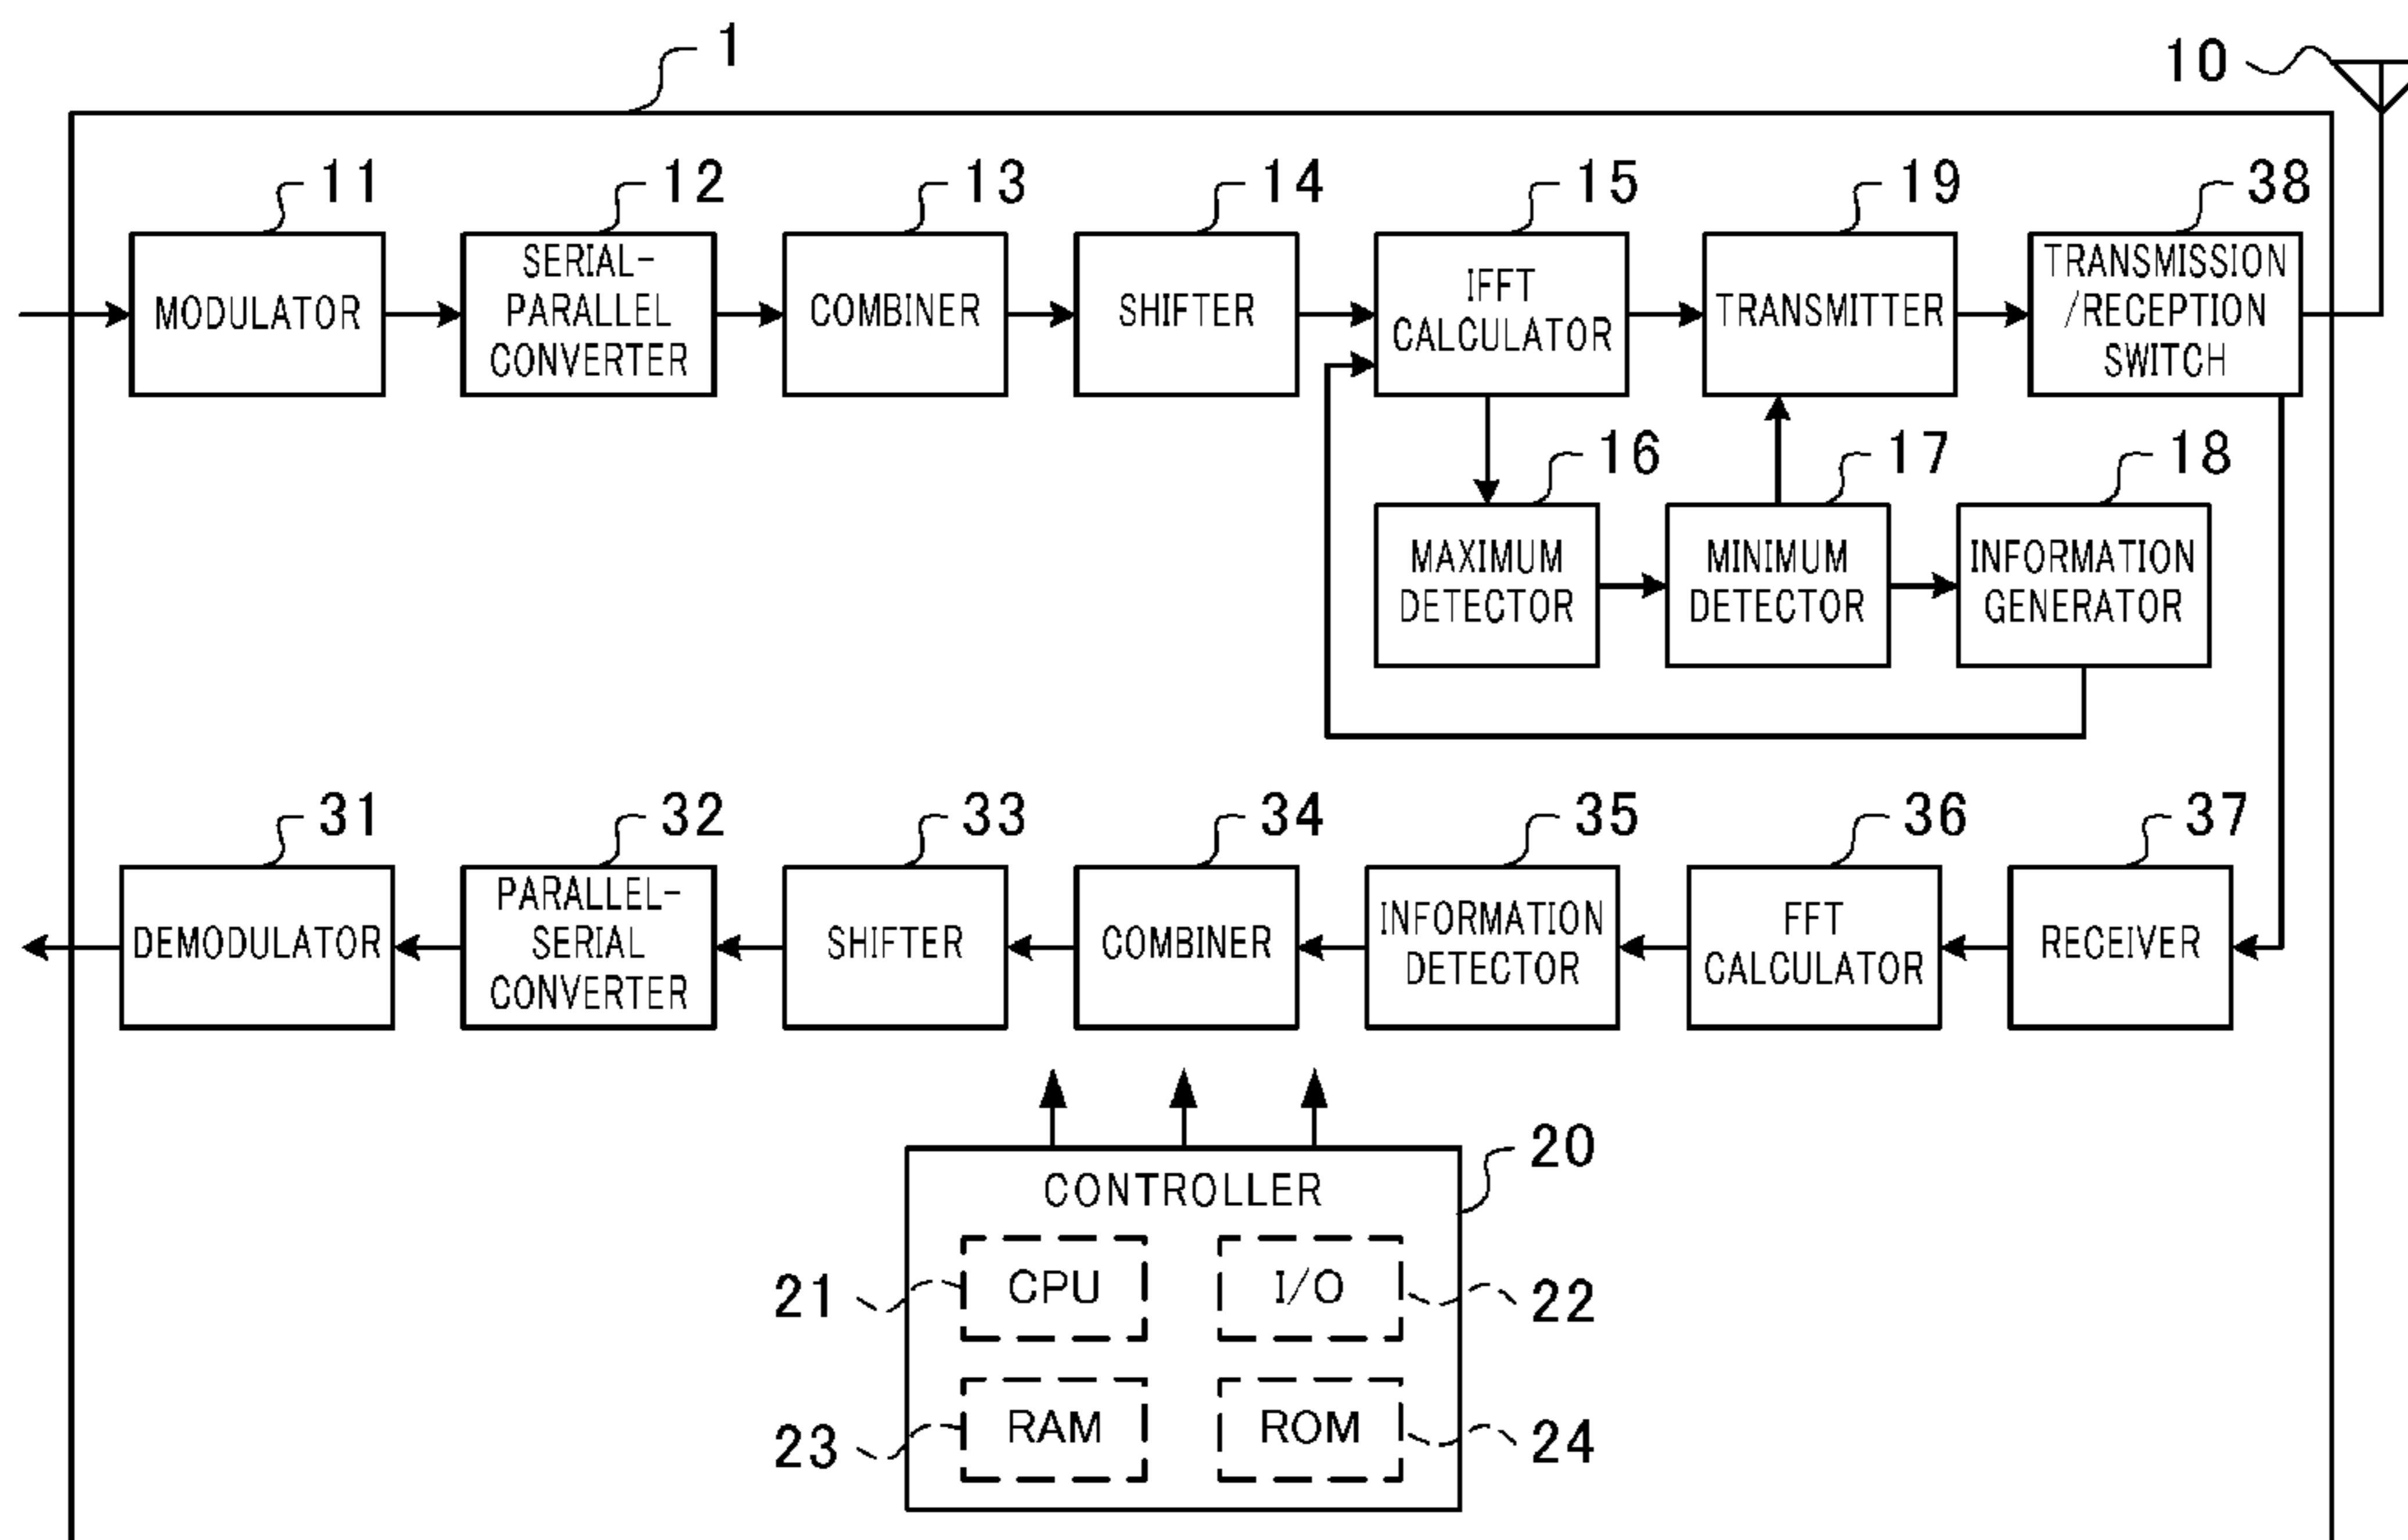 1
10
11
12
13
14
15
19
38
MODULATOR
SERIAL-
PARALLEL
CONVERTER
COMBINER
SHIFTER
IFFT
CALCULATOR
TRANSMITTER
TRANSMISSION
/RECEPTION
SWITCH
16
17
18
MAXIMUM
DETECTOR
MINIMUM
DETECTOR
INFORMATION
GENERATOR
31
32
33
34
35
36
37
DEMODULATOR
PARALLEL-
SERIAL
CONVERTER
SHIFTER
COMBINER
INFORMATION
DETECTOR
FFT
CALCULATOR
RECEIVER
20
CONTROLLER
21
CPU
I/O
22
23
RAM
ROM
24